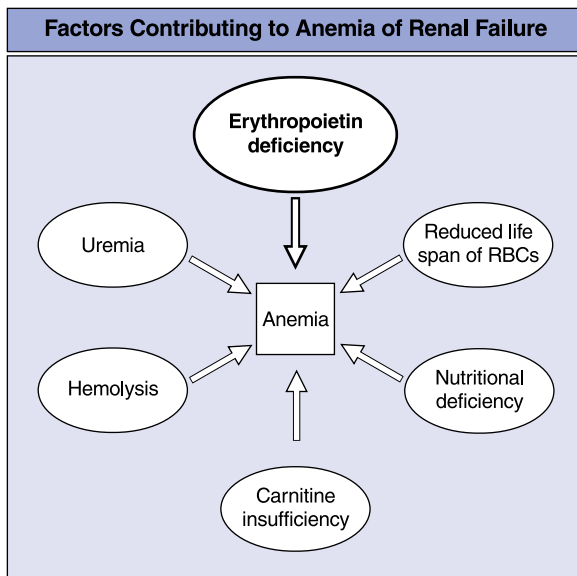 Factors Contributing to Anemia of Renal Failure
Erythropoietin
deficiency
Uremia
Reduced life
span of RBCs
Anemia
Hemolysis
Nutritional
deficiency
Carnitine
insufficiency